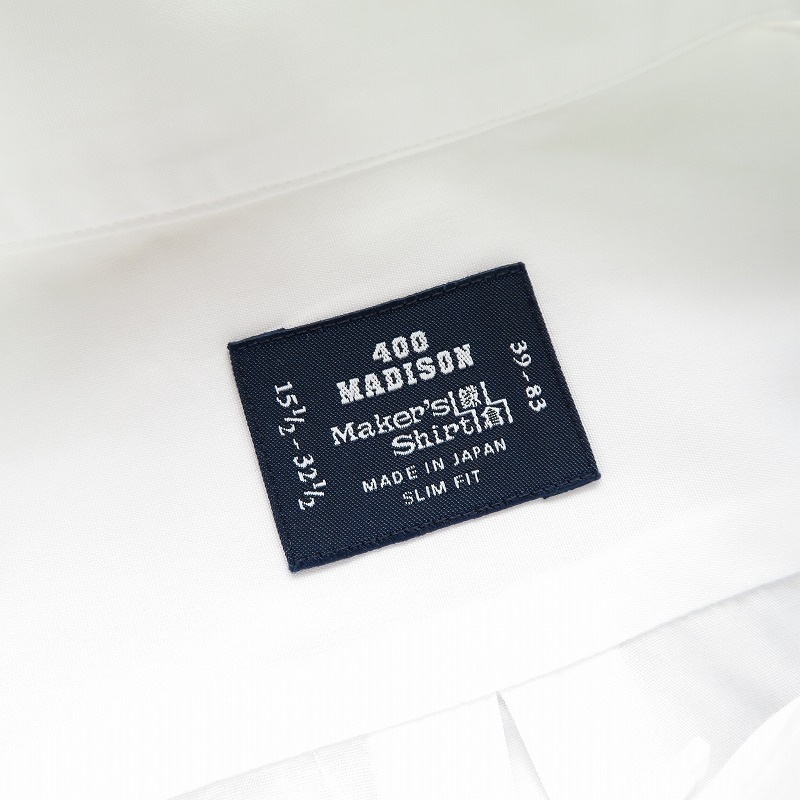 400
MADISON
Maker's 鎌
Shirt 倉
MADE IN JAPAN
SLIM FIT
15½-32½
39-83